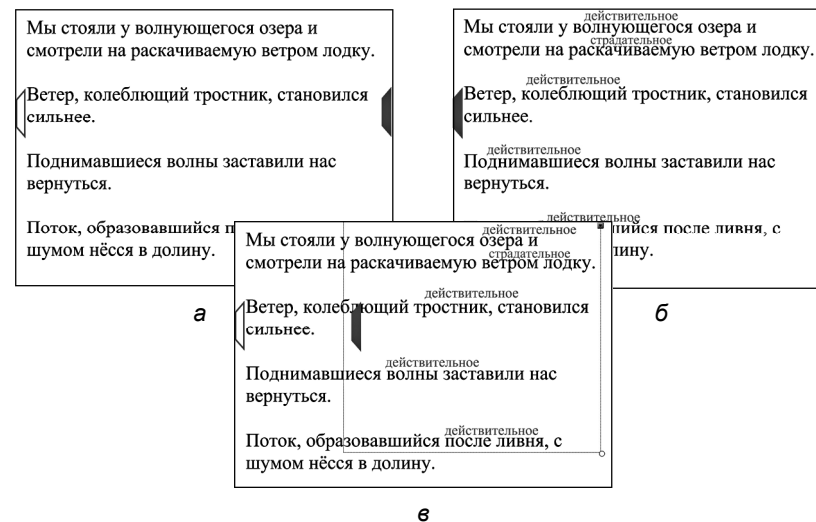 Мы стояли у волнующегося озера и
смотрели на раскачиваемую ветром лодку.
Ветер, колеблющий тростник, становился
сильнее.
Поднимавшиеся волны заставили нас
вернуться.
Поток, образовавшийся п
шумом нёсся в долину.
а
действительное
Мы стояли у волнующегося озера и
страдательное
смотрели на раскачиваемую ветром лодку.
действительное
Ветер, колеблющий тростник, становился
сильнее.
действительное
Поднимавшиеся волны заставили нас
вернуться.
действительное
после ливня, с
б
действительное
Мы стояли у волнующегося озера и
страдательное
смотрели на раскачиваемую ветром лодку.
действительное
Ветер, колеблющий тростник, становился
сильнее.
действительное
Поднимавшиеся волны заставили нас
вернуться.
действительное
Поток, образовавшийся после ливня, с
шумом нёсся в долину.
в